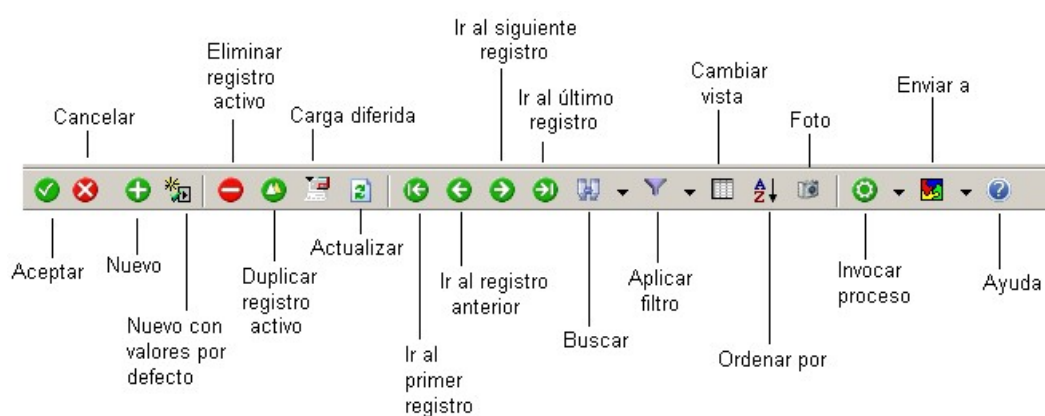 Ir al siguiente
registro
Eliminar
registro
activo
Cambiar
vista
Enviar a
Ir al último
registro
Cancelar
Carga diferida
Foto
A
Z
Aceptar
Nuevo
Actualizar
Nuevo con
valores por
defecto
Duplicar
registro
activo
Ir al
primer
registro
Ir al registro
anterior
Buscar
Aplicar
filtro
Ordenar por
Invocar
proceso
?
Ayuda